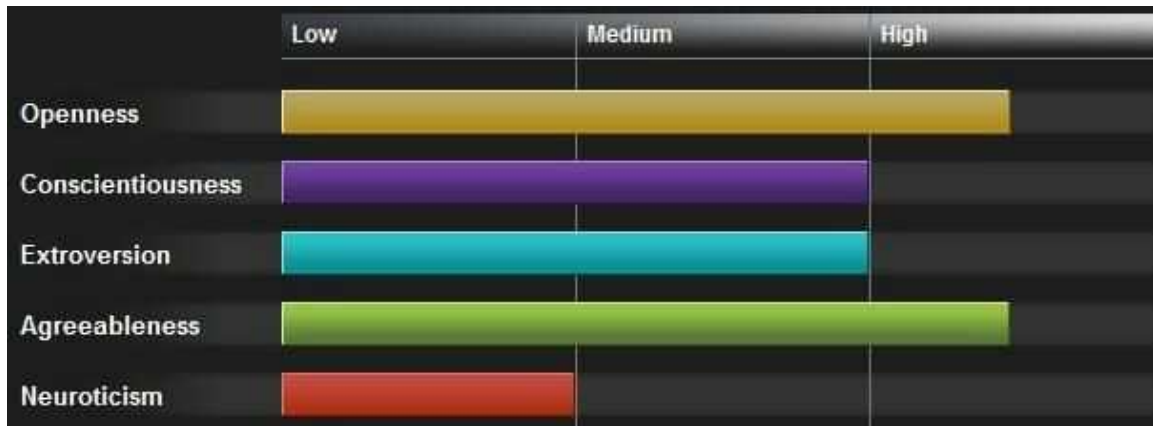 Low Medium High
Openness
Conscientiousness
Extroversion
Agreeableness
Neuroticism